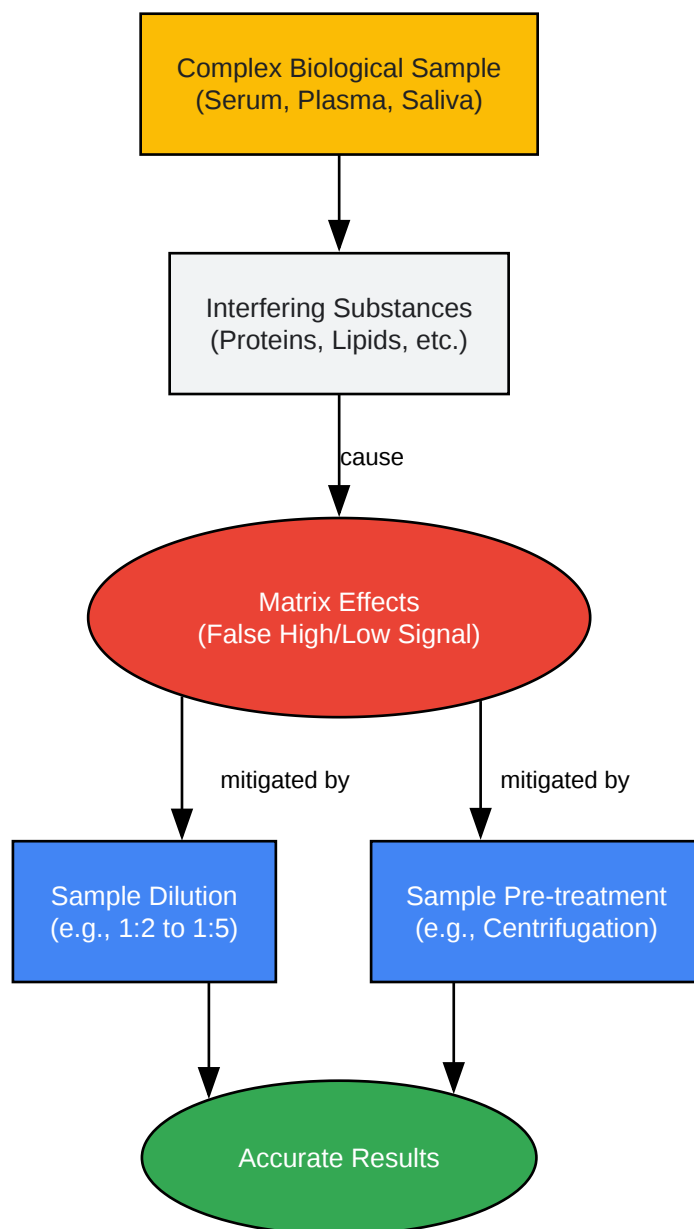 Complex Biological Sample
(Serum, Plasma, Saliva)
Interfering Substances
(Proteins, Lipids, etc.)
cause
Matrix Effects
(False High/Low Signal)
mitigated by
mitigated by
Sample Dilution
(e.g., 1:2 to 1:5)
Sample Pre-treatment
(e.g., Centrifugation)
Accurate Results